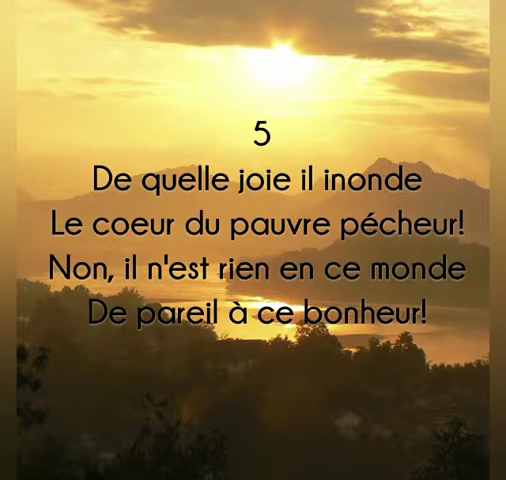 5
De quelle joie il inonde
Le coeur du pauvre pécheur!
Non, il n'est rien en ce monde
De pareil à ce bonheur!